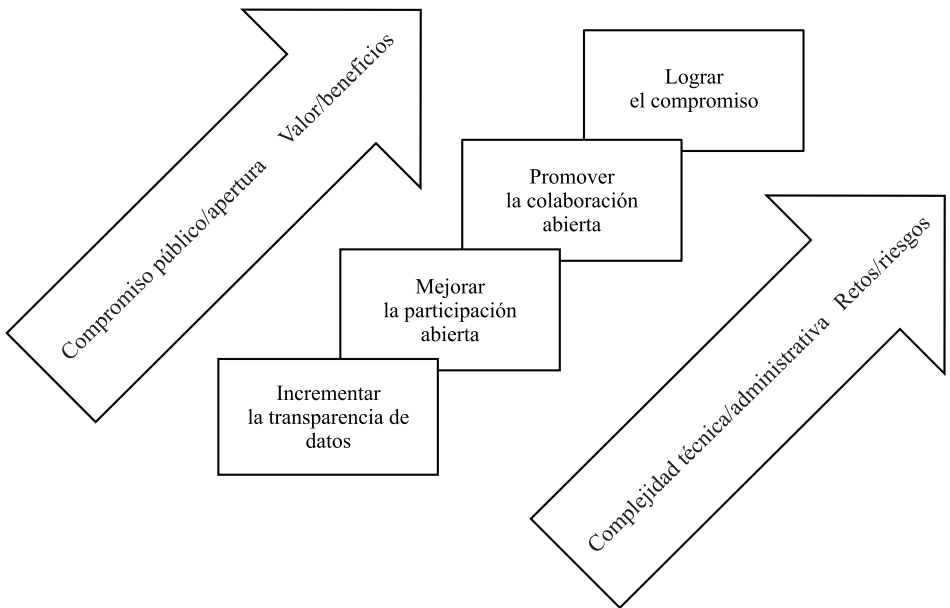 Compromiso público/apertura Valor/beneficios
Lograr
el compromiso
Promover
la colaboración
abierta
Mejorar
la participación
abierta
Incrementar
la transparencia de
datos
Complejidad técnica/administrativa Retos/riesgos